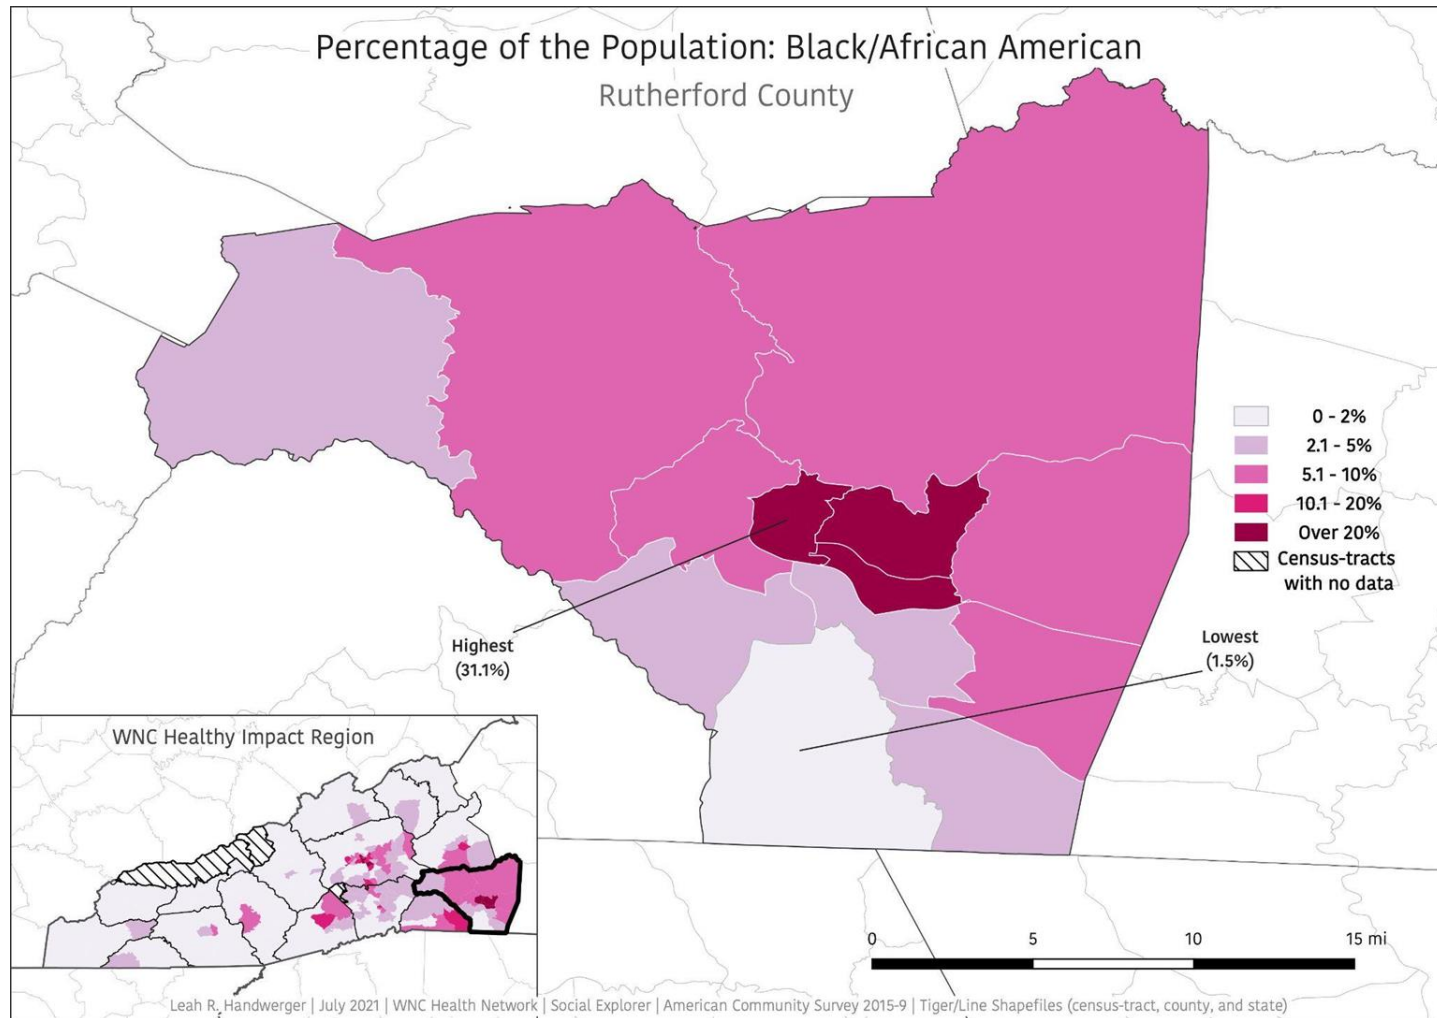 Percentage of the Population: Black/African American
Rutherford County
0 - 2%
2.1 - 5%
5.1 - 10%
10.1 - 20%
Over 20%
Census-tracts
with no data
Highest
(31.1%)
Lowest
(1.5%)
WNC Healthy Impact Region
0 5 10 15 mi
Leah R. Handwerger | July 2021 | WNC Health Network | Social Explorer | American Community Survey 2015-9 | Tiger/Line Shapefiles (census-tract, county, and state)